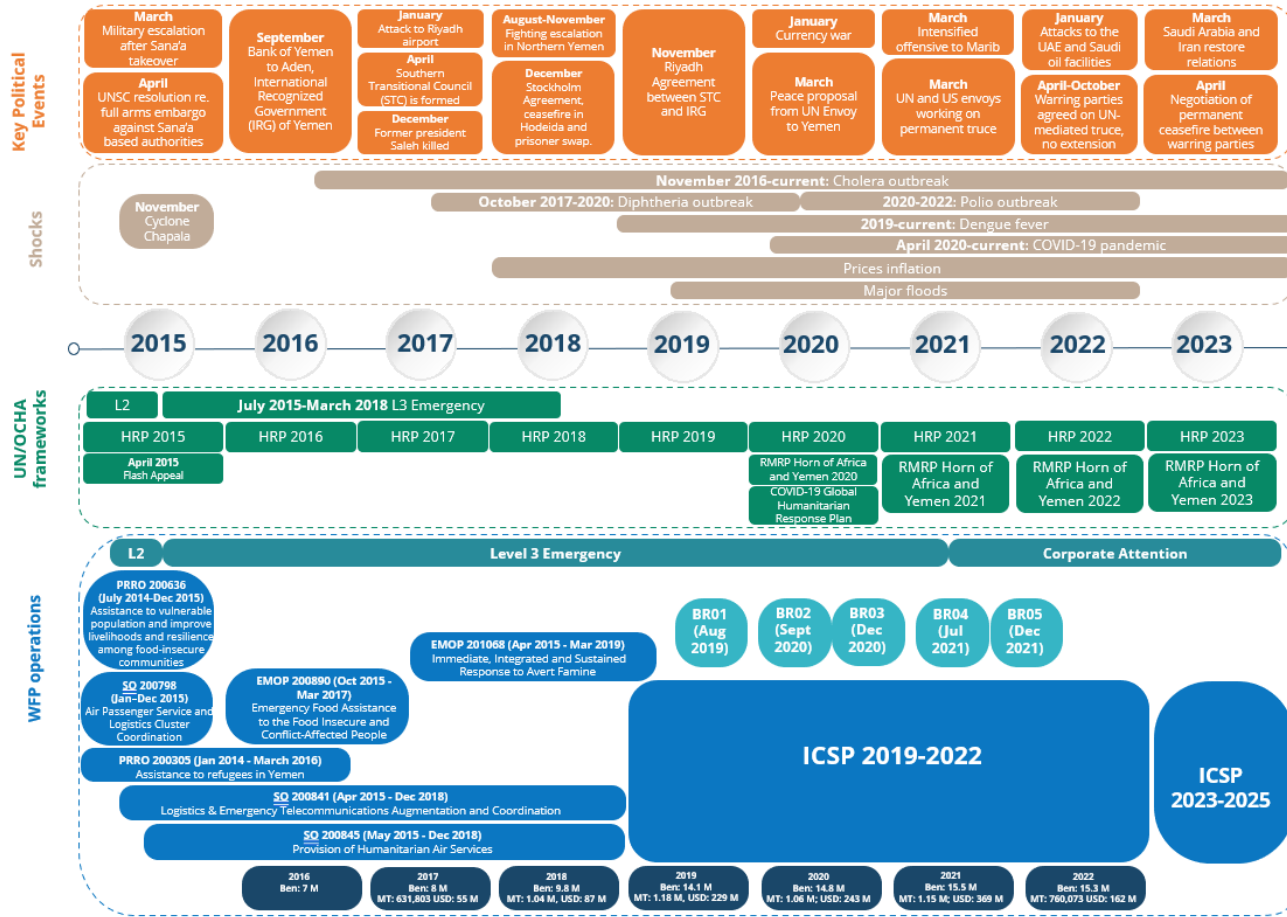 Key Political
Events
March
Military escalation
after Sana'a
takeover
April
UNSC resolution re.
full arms embargo
against Sana'a
based authorities
September
Bank of Yemen
to Aden,
International
Recognized
Government
(IRG) of Yemen
January
Attack to Riyadh
airport
April
Southern
Transitional Council
(STC) is formed
December
Former president
Saleh killed
August-November
Fighting escalation
in Northern Yemen
December
Stockholm
Agreement,
ceasefire in
Hodeida and
prisoner swap.
November
Riyadh
Agreement
between STC
and IRG
January
Currency war
March
Peace proposal
from UN Envoy
to Yemen
March
Intensified
offensive to Marib
March
UN and US envoys
working on
permanent truce
January
Attacks to the
UAE and Saudi
oil facilities
April-October
Warring parties
agreed on UN-
mediated truce,
no extension
March
Saudi Arabia and
Iran restore
relations
April
Negotiation of
permanent
ceasefire between
warring parties
Shocks
November
Cyclone
Chapala
November 2016-current: Cholera outbreak
October 2017-2020: Diphtheria outbreak
2020-2022: Polio outbreak
2019-current: Dengue fever
April 2020-current: COVID-19 pandemic
Prices inflation
Major floods
2015
2016
2017
2018
2019
2020
2021
2022
2023
UN/OCHA
frameworks
L2
July 2015-March 2018 L3 Emergency
HRP 2015
HRP 2016
HRP 2017
HRP 2018
HRP 2019
HRP 2020
HRP 2021
HRP 2022
HRP 2023
April 2015
Flash Appeal
RMRP Horn of Africa
and Yemen 2020
COVID-19 Global
Humanitarian
Response Plan
RMRP Horn of
Africa and
Yemen 2021
RMRP Horn of
Africa and
Yemen 2022
RMRP Horn of
Africa and
Yemen 2023
WFP operations
L2
Level 3 Emergency
Corporate Attention
PRRO 200636
(July 2014-Dec 2015)
Assistance to vulnerable
population and improve
livelihoods and resilience
among food-insecure
communities
SO 200798
(Jan–Dec 2015)
Air Passenger Service and
Logistics Cluster
Coordination
EMOP 200890 (Oct 2015 -
Mar 2017)
Emergency Food Assistance
to the Food Insecure and
Conflict-Affected People
EMOP 201068 (Apr 2015 - Mar 2019)
Immediate, Integrated and Sustained
Response to Avert Famine
BR01
(Aug
2019)
BR02
(Sept
2020)
BR03
(Dec
2020)
BR04
(Jul
2021)
BR05
(Dec
2021)
PRRO 200305 (Jan 2014 - March 2016)
Assistance to refugees in Yemen
SO 200841 (Apr 2015 - Dec 2018)
Logistics & Emergency Telecommunications Augmentation and Coordination
SO 200845 (May 2015 - Dec 2018)
Provision of Humanitarian Air Services
ICSP 2019-2022
ICSP
2023-2025
2016
Ben: 7 M
2017
Ben: 8 M
MT: 631,803 USD: 55 M
2018
Ben: 9.8 M
MT: 1.04 M, USD: 87 M
2019
Ben: 14.1 M
MT: 1.18 M, USD: 229 M
2020
Ben: 14.8 M
MT: 1.06 M; USD: 243 M
2021
Ben: 15.5 M
MT: 1.15 M; USD: 369 M
2022
Ben: 15.3 M
MT: 760,073 USD: 162 M